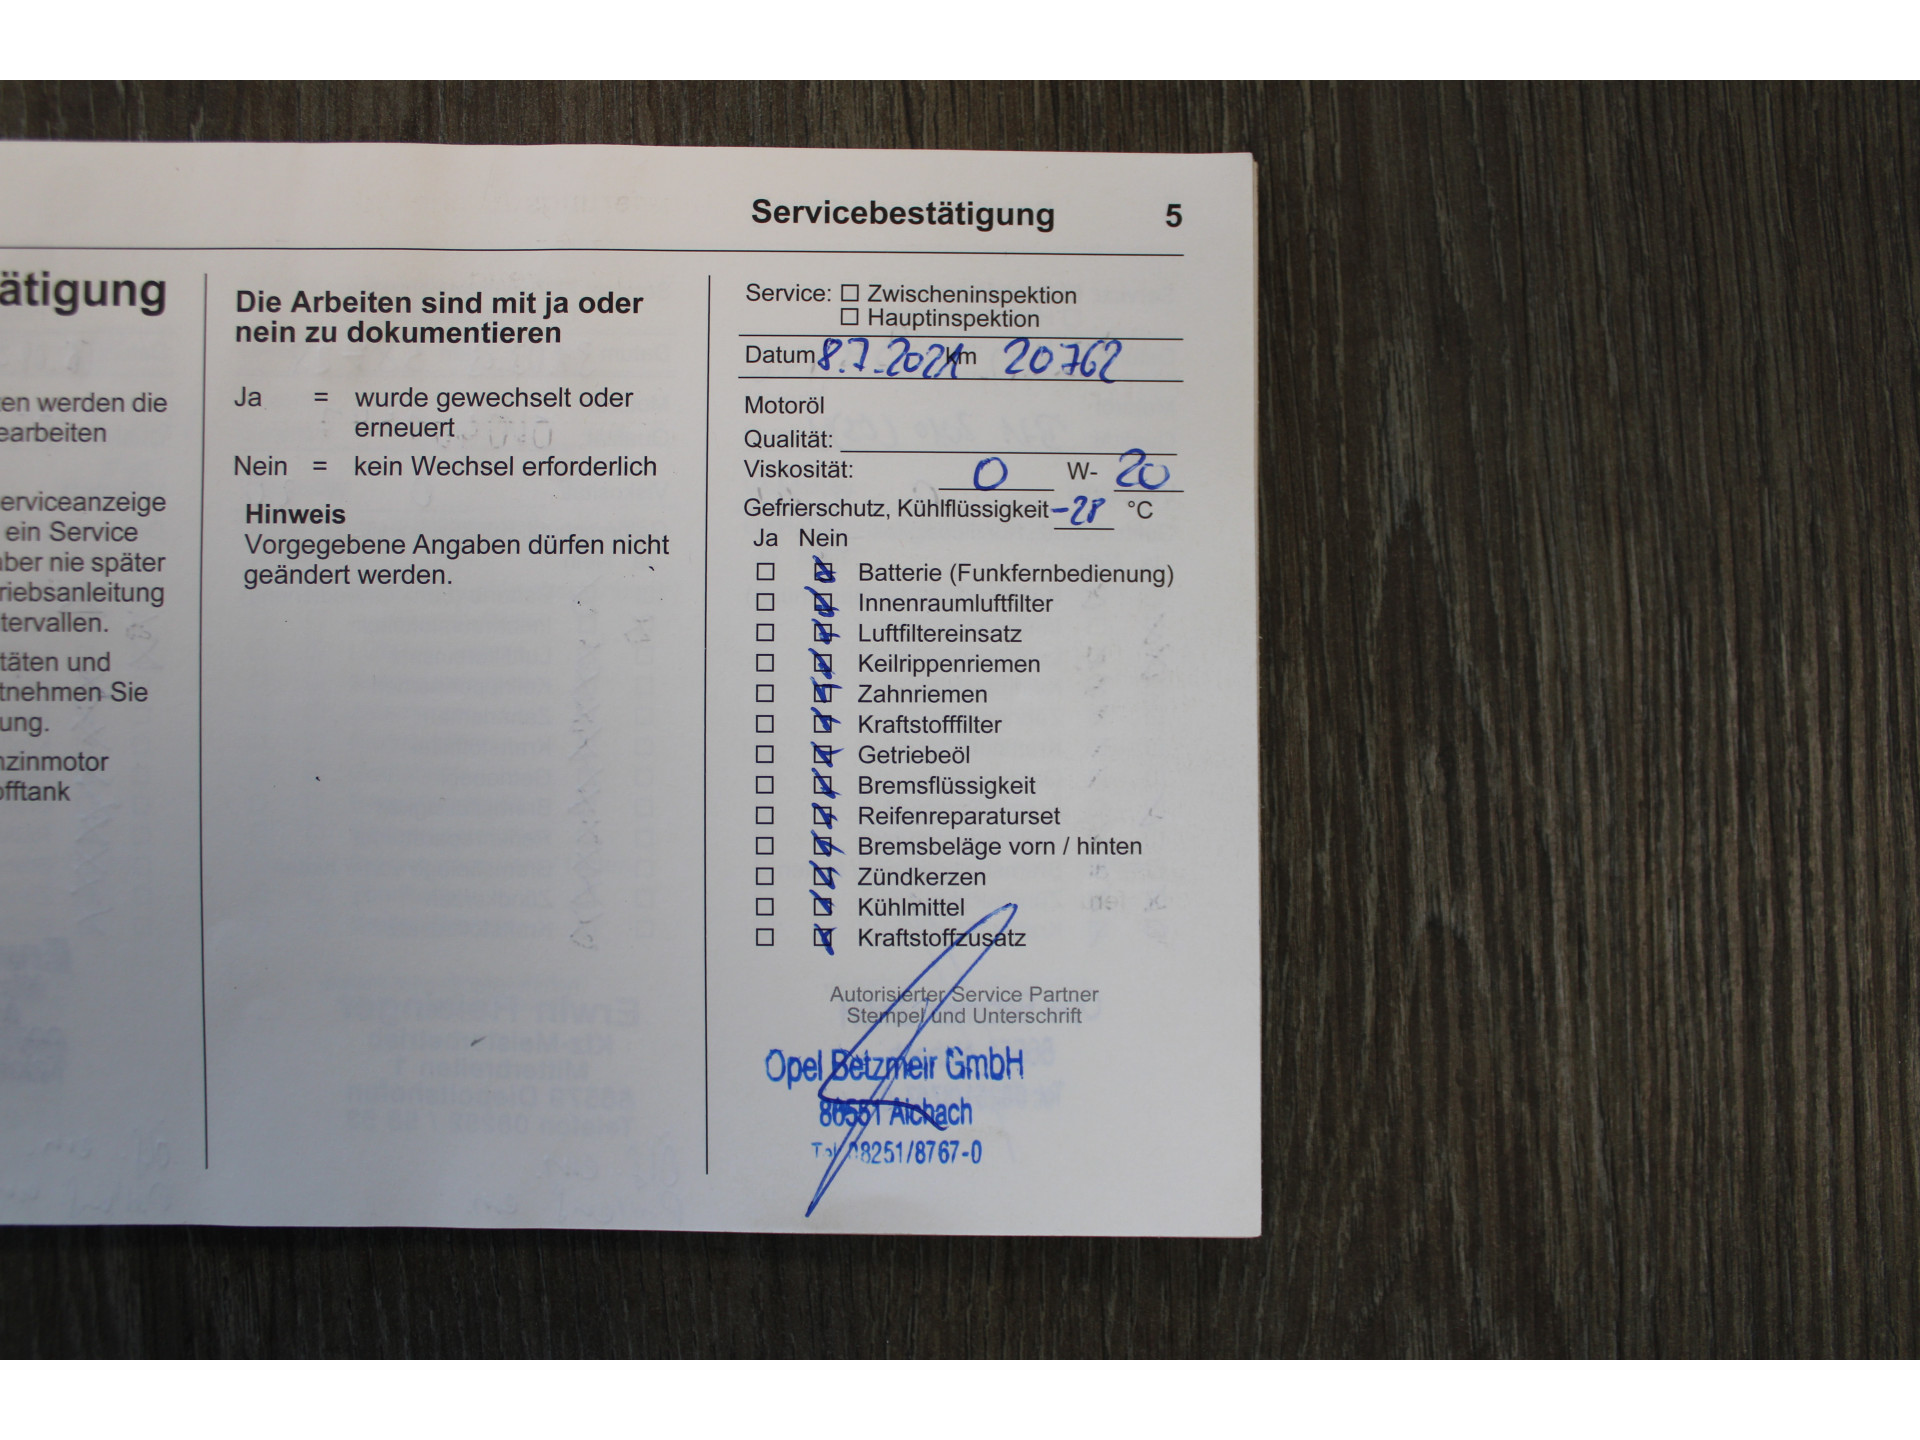 Servicebestätigung 5
ätigung
en werden die
earbeiten
erviceanzeige
ein Service
ber nie später
riebsanleitung
tervallen.
täten und
tnehmen Sie
ung.
nzinmotor
offtank
Die Arbeiten sind mit ja oder
nein zu dokumentieren
Ja = wurde gewechselt oder
erneuert
Nein = kein Wechsel erforderlich
Hinweis
Vorgegebene Angaben dürfen nicht
geändert werden.
Service: Zwischeninspektion
Hauptinspektion
Datum 8.7.2021 km 20762
Motoröl
Qualität:
Viskosität: 0 W- 20
Gefrierschutz, Kühlflüssigkeit -28 °C
Ja Nein
Batterie (Funkfernbedienung)
Innenraumluftfilter
Luftfiltereinsatz
Keilrippenriemen
Zahnriemen
Kraftstofffilter
Getriebeöl
Bremsflüssigkeit
Reifenreparaturset
Bremsbeläge vorn / hinten
Zündkerzen
Kühlmittel
Kraftstoffzusatz
Autorisierter Service Partner
Stempel und Unterschrift
Opel Betzmeir GmbH
86551 Aichach
Tel. 08251/8767-0